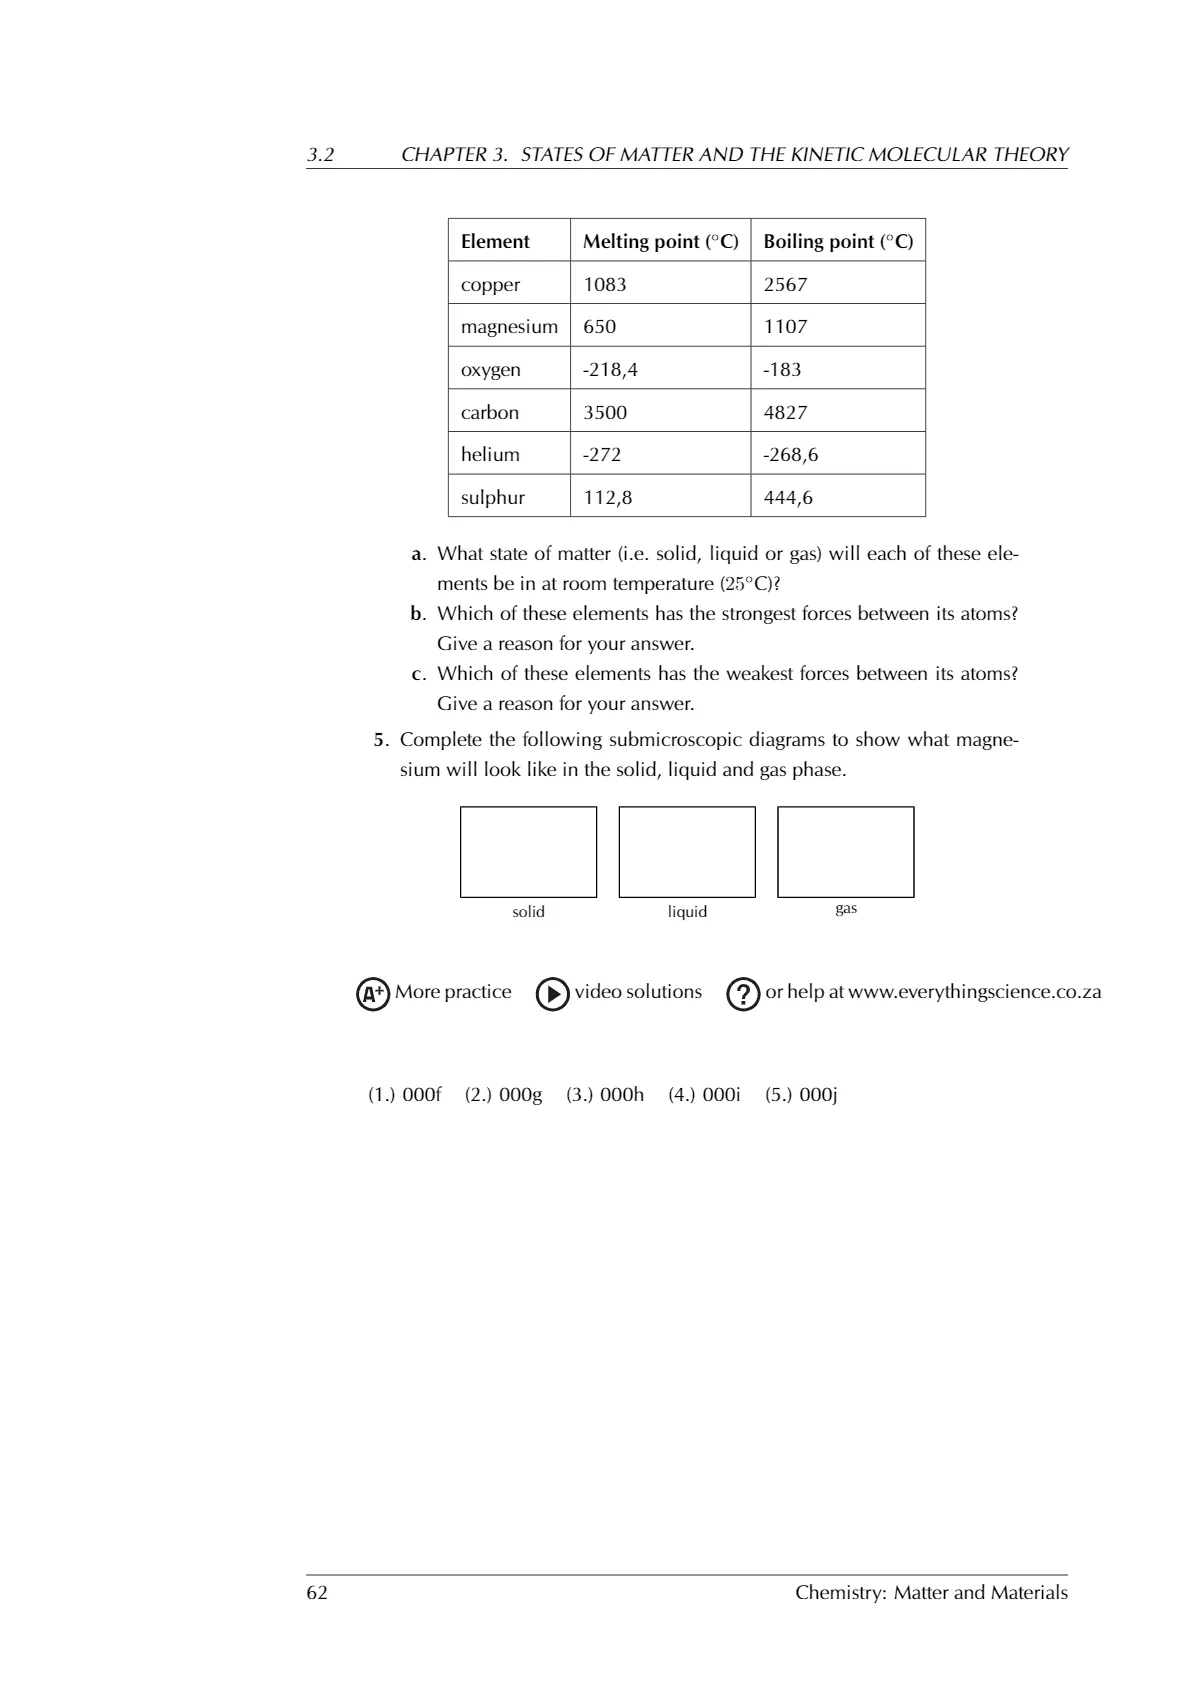 3.2 CHAPTER 3. STATES OF MATTER AND THE KINETIC MOLECULAR THEORY
Element Melting point (°C) Boiling point (°C)
copper 1083 2567
magnesium 650 1107
oxygen -218,4 -183
carbon 3500 4827
helium -272 -268,6
sulphur 112,8 444,6
a. What state of matter (i.e. solid, liquid or gas) will each of these ele-
ments be in at room temperature (25°C)?
b. Which of these elements has the strongest forces between its atoms?
Give a reason for your answer.
c. Which of these elements has the weakest forces between its atoms?
Give a reason for your answer.
5. Complete the following submicroscopic diagrams to show what magne-
sium will look like in the solid, liquid and gas phase.
solid liquid gas
A+ More practice video solutions ? or help at www.everythingscience.co.za
(1.) 000f (2.) 000g (3.) 000h (4.) 000i (5.) 000j
62 Chemistry: Matter and Materials